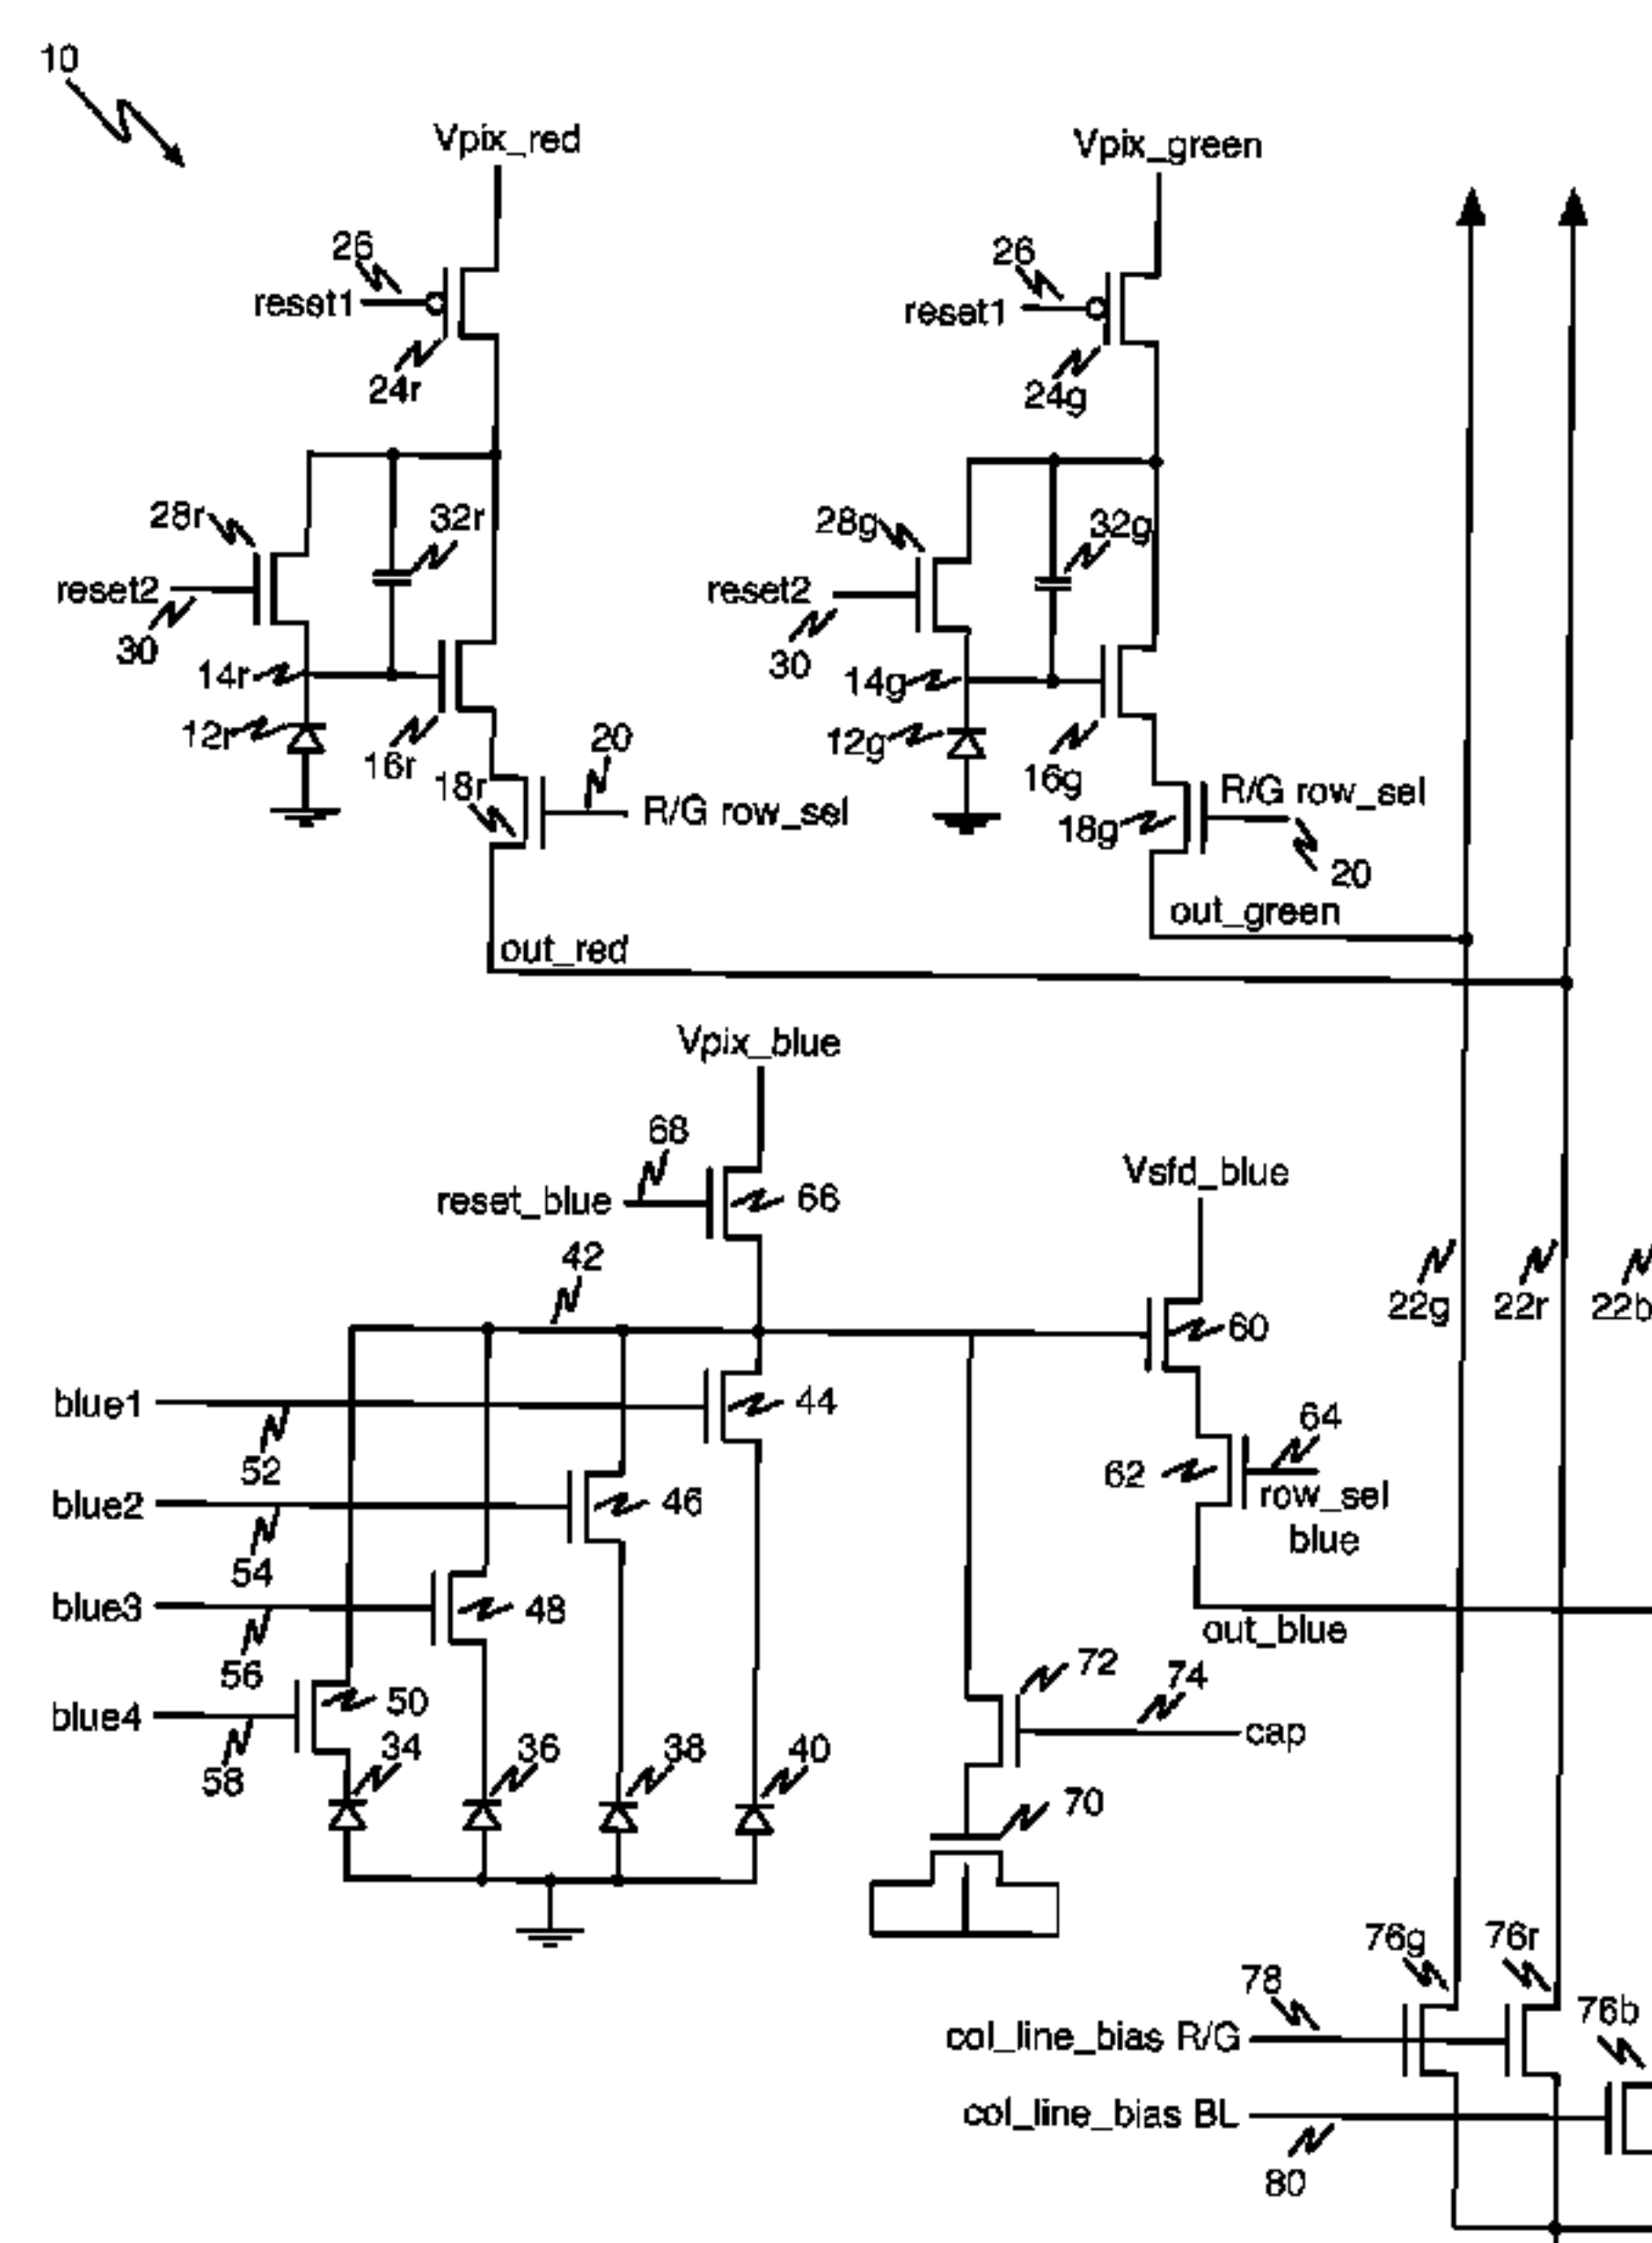 10
Vpix_red
Vpix_green
26
reset1
24r
26
reset1
24g
28r
32r
reset2
30
14r
12r
16r
18r
20
R/G row_sel
28g
32g
reset2
30
14g
12g
16g
18g
R/G row_sel
20
out_green
out_red
Vpix_blue
68
reset_blue
66
Vsfd_blue
42
60
22g
22r
22b
blue1
52
44
64
62
row_sel
blue
blue2
54
46
blue3
56
48
out_blue
blue4
58
50
34
36
38
40
72
74
cap
70
76g
76r
76b
78
col_line_bias R/G
col_line_bias BL
80